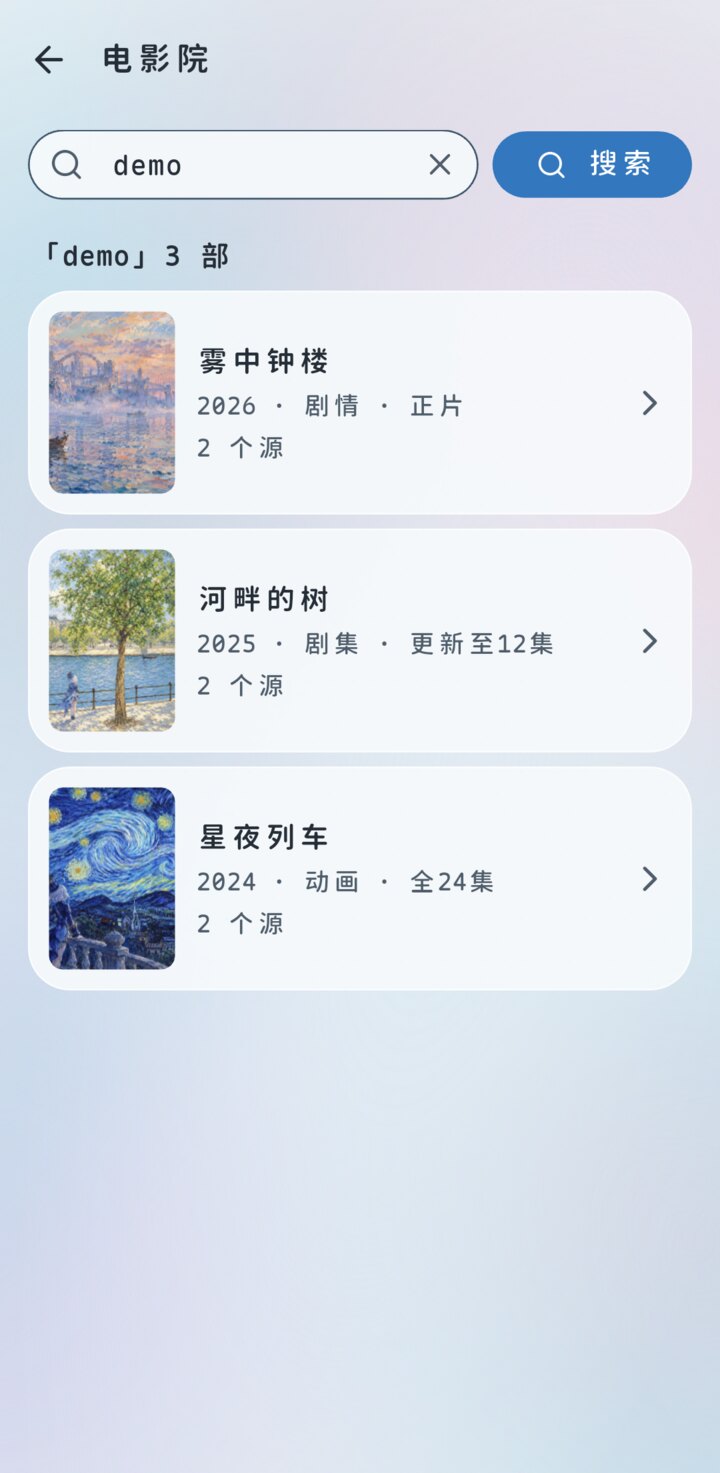 电影院
demo
搜索
「demo」3 部
雾中钟楼
2026 · 剧情 · 正片
2 个源
河畔的树
2025 · 剧集 · 更新至12集
2 个源
星夜列车
2024 · 动画 · 全24集
2 个源